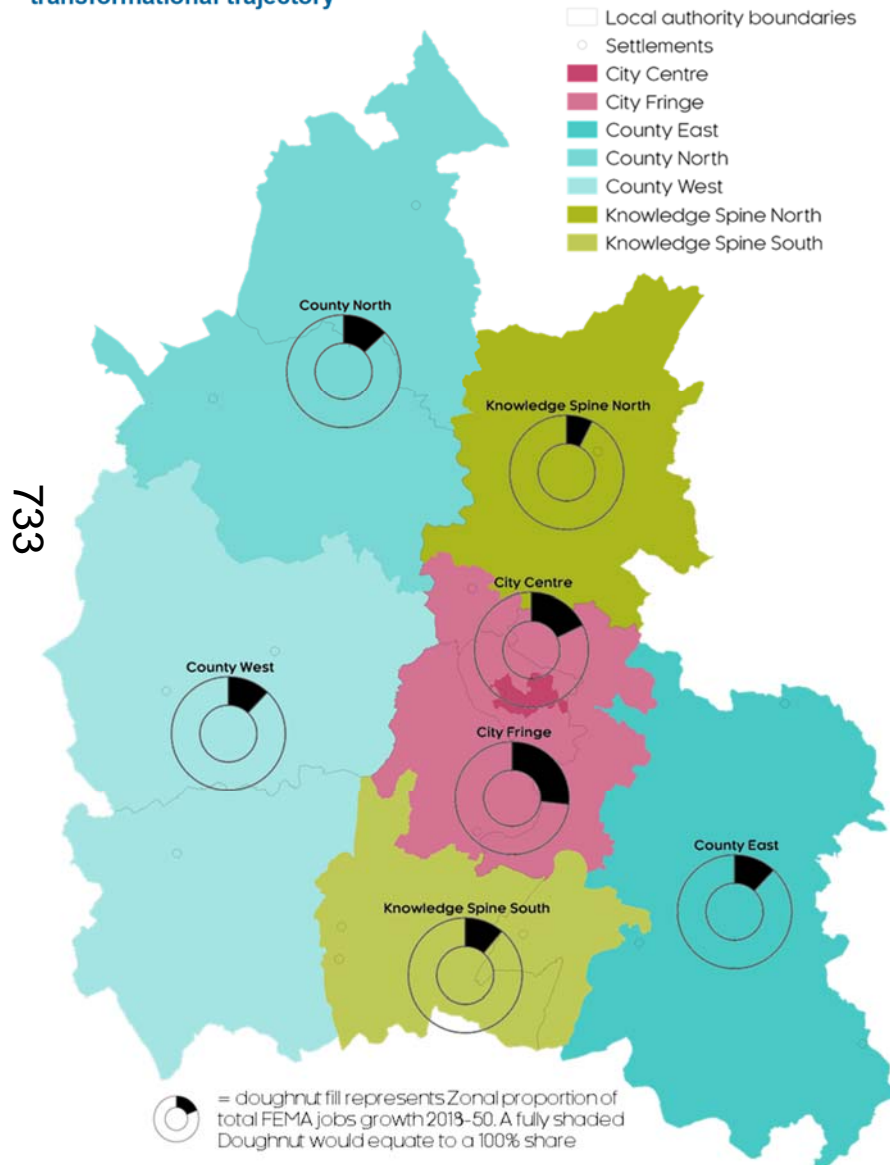 transformational trajectory
Local authority boundaries
Settlements
City Centre
City Fringe
County East
County North
County West
Knowledge Spine North
Knowledge Spine South
County North
Knowledge Spine North
733
City Centre
County West
City Fringe
County East
Knowledge Spine South
= doughnut fill represents Zonal proportion of
total FEMA jobs growth 2018-50. A fully shaded
Doughnut would equate to a 100% share